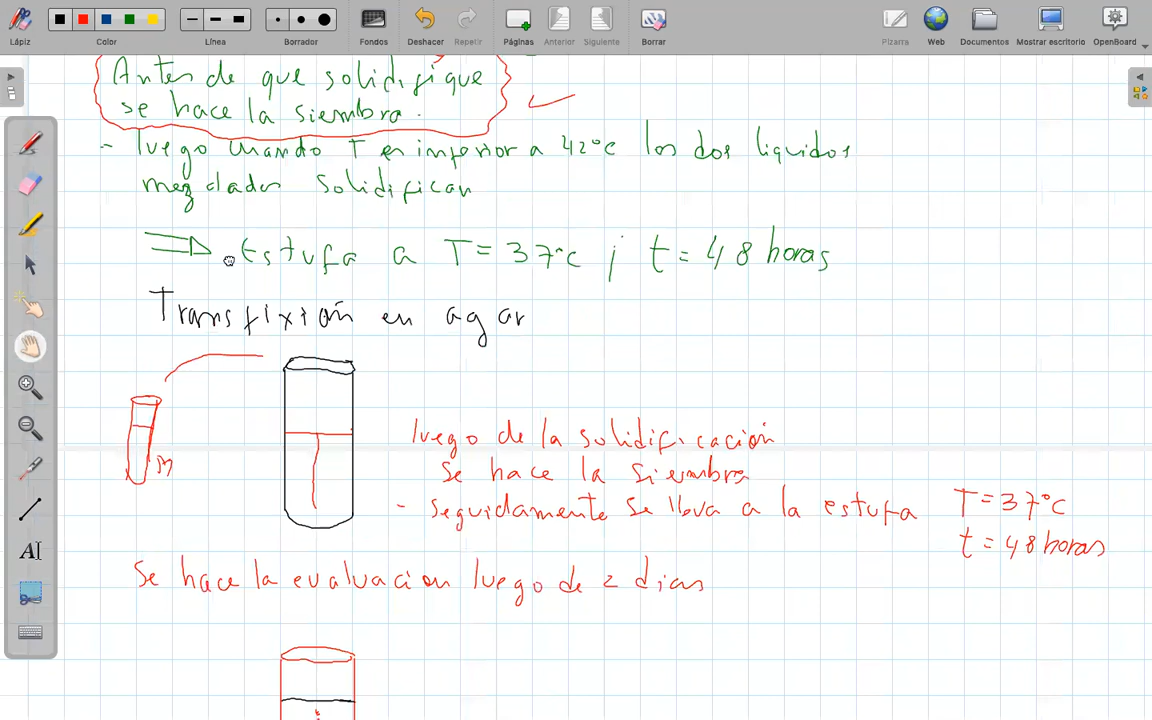 Lápiz Color Línea Borrador Fondos Deshacer Repetir Páginas Anterior Siguiente Borrar Pizarra Web Documentos Mostrar escritorio OpenBoard
Antes de que solidifique
se hace la siembra.
- luego cuando T en inferior a 42°C los dos liquidos
mezclados solidifican
Estufa a T = 37°C ; t = 48 horas
Transfixión en agar
luego de la solidificación
se hace la siembra
- seguidamente se lleva a la estufa T = 37°C
t = 48 horas
Se hace la evaluacion luego de 2 dias